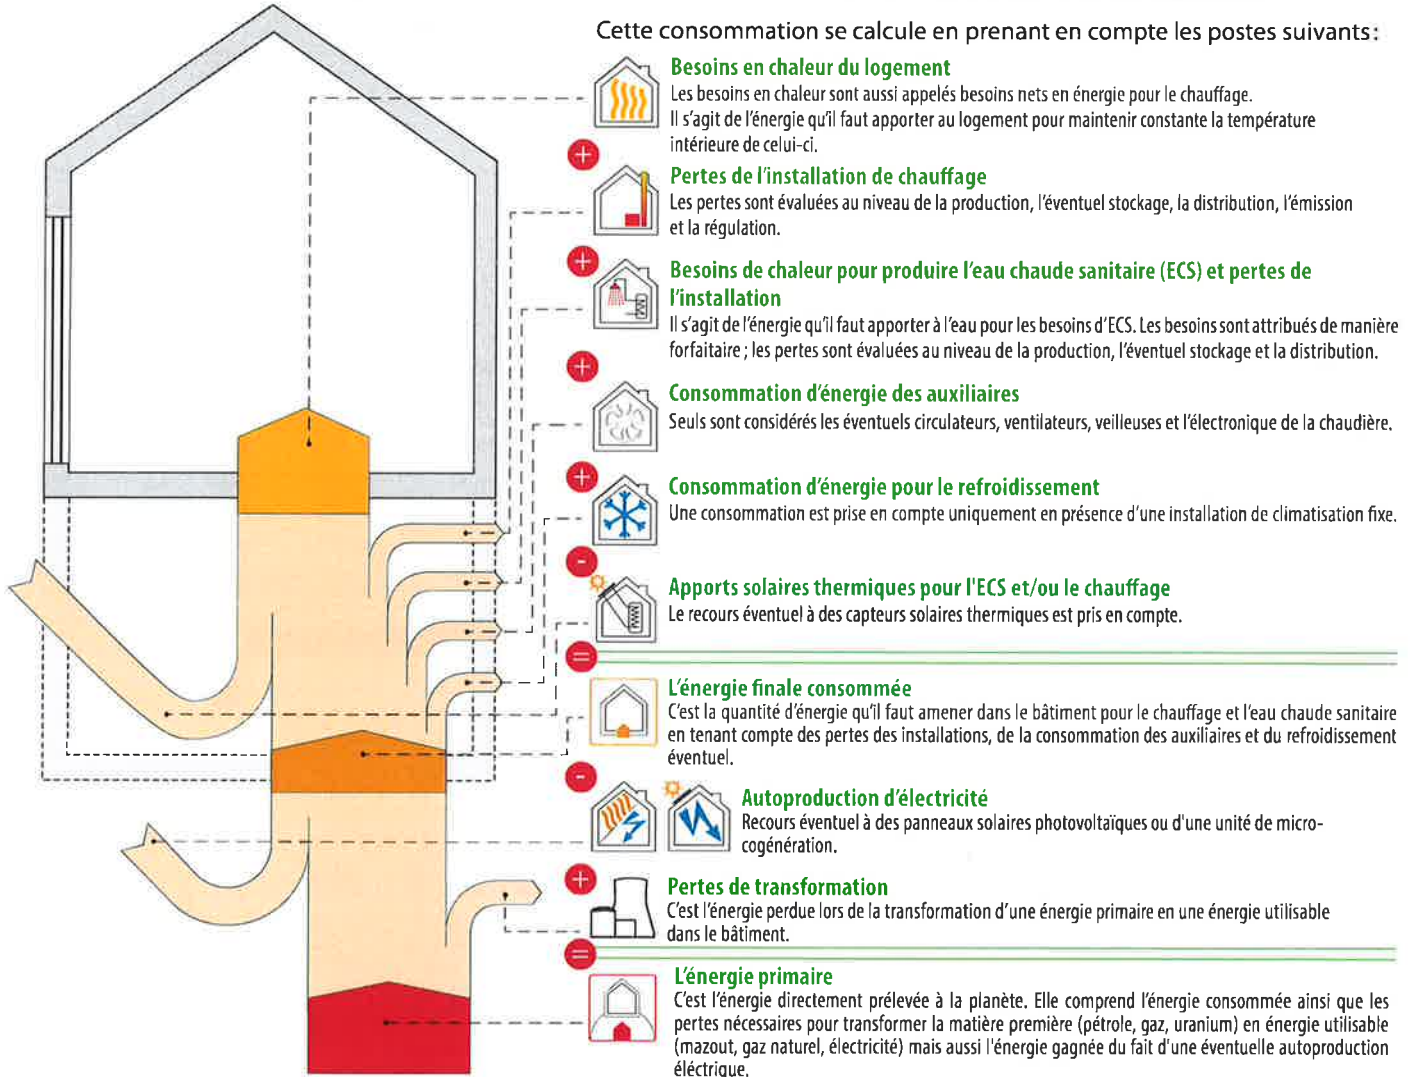 Cette consommation se calcule en prenant en compte les postes suivants :
Besoins en chaleur du logement
Les besoins en chaleur sont aussi appelés besoins nets en énergie pour le chauffage.
Il s'agit de l'énergie qu'il faut apporter au logement pour maintenir constante la température
intérieure de celui-ci.
+
Pertes de l'installation de chauffage
Les pertes sont évaluées au niveau de la production, l'éventuel stockage, la distribution, l'émission
et la régulation.
+
Besoins de chaleur pour produire l'eau chaude sanitaire (ECS) et pertes de
l'installation
Il s'agit de l'énergie qu'il faut apporter à l'eau pour les besoins d'ECS. Les besoins sont attribués de manière
forfaitaire ; les pertes sont évaluées au niveau de la production, l'éventuel stockage et la distribution.
+
Consommation d'énergie des auxiliaires
Seuls sont considérés les éventuels circulateurs, ventilateurs, veilleuses et l'électronique de la chaudière.
+
Consommation d'énergie pour le refroidissement
Une consommation est prise en compte uniquement en présence d'une installation de climatisation fixe.
-
Apports solaires thermiques pour l'ECS et/ou le chauffage
Le recours éventuel à des capteurs solaires thermiques est pris en compte.
=
L'énergie finale consommée
C'est la quantité d'énergie qu'il faut amener dans le bâtiment pour le chauffage et l'eau chaude sanitaire
en tenant compte des pertes des installations, de la consommation des auxiliaires et du refroidissement
éventuel.
-
Autoproduction d'électricité
Recours éventuel à des panneaux solaires photovoltaïques ou d'une unité de micro-
cogénération.
+
Pertes de transformation
C'est l'énergie perdue lors de la transformation d'une énergie primaire en une énergie utilisable
dans le bâtiment.
=
L'énergie primaire
C'est l'énergie directement prélevée à la planète. Elle comprend l'énergie consommée ainsi que les
pertes nécessaires pour transformer la matière première (pétrole, gaz, uranium) en énergie utilisable
(mazout, gaz naturel, électricité) mais aussi l'énergie gagnée du fait d'une éventuelle autoproduction
éléctrique.